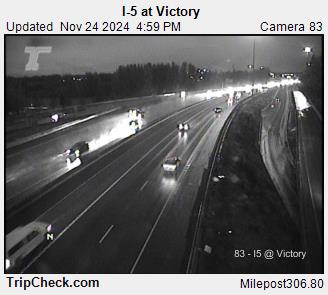 I-5 at Victory
Updated Nov 24 2024 4:59 PM Camera 83
T
N
83 - I5 @ Victory
TripCheck.com Milepost306.80